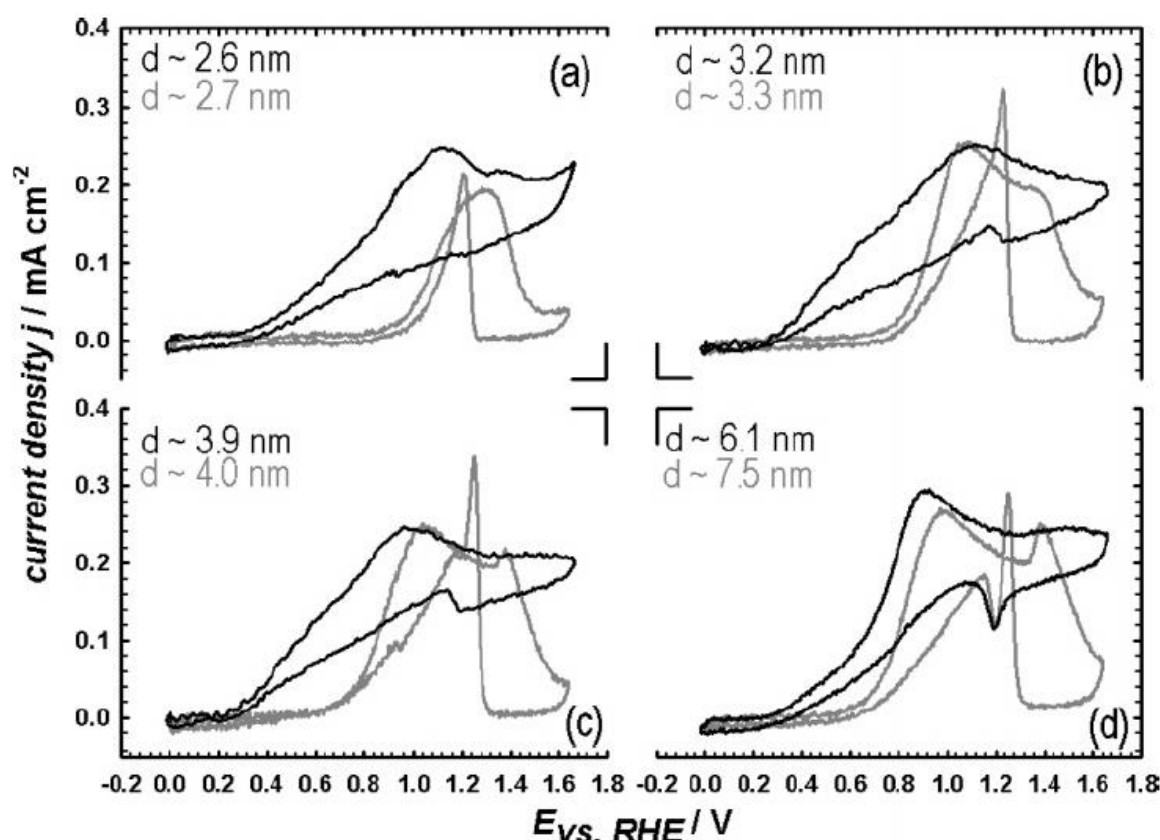 0.4
0.3
0.2
0.1
0.0
d ~ 2.6 nm
d ~ 2.7 nm
(a)
d ~ 3.2 nm
d ~ 3.3 nm
(b)
0.4
0.3
0.2
0.1
0.0
d ~ 3.9 nm
d ~ 4.0 nm
(c)
d ~ 6.1 nm
d ~ 7.5 nm
(d)
current density j / mA cm-2
-0.2 0.0 0.2 0.4 0.6 0.8 1.0 1.2 1.4 1.6 1.8
-0.2 0.0 0.2 0.4 0.6 0.8 1.0 1.2 1.4 1.6 1.8
E vs. RHE / V